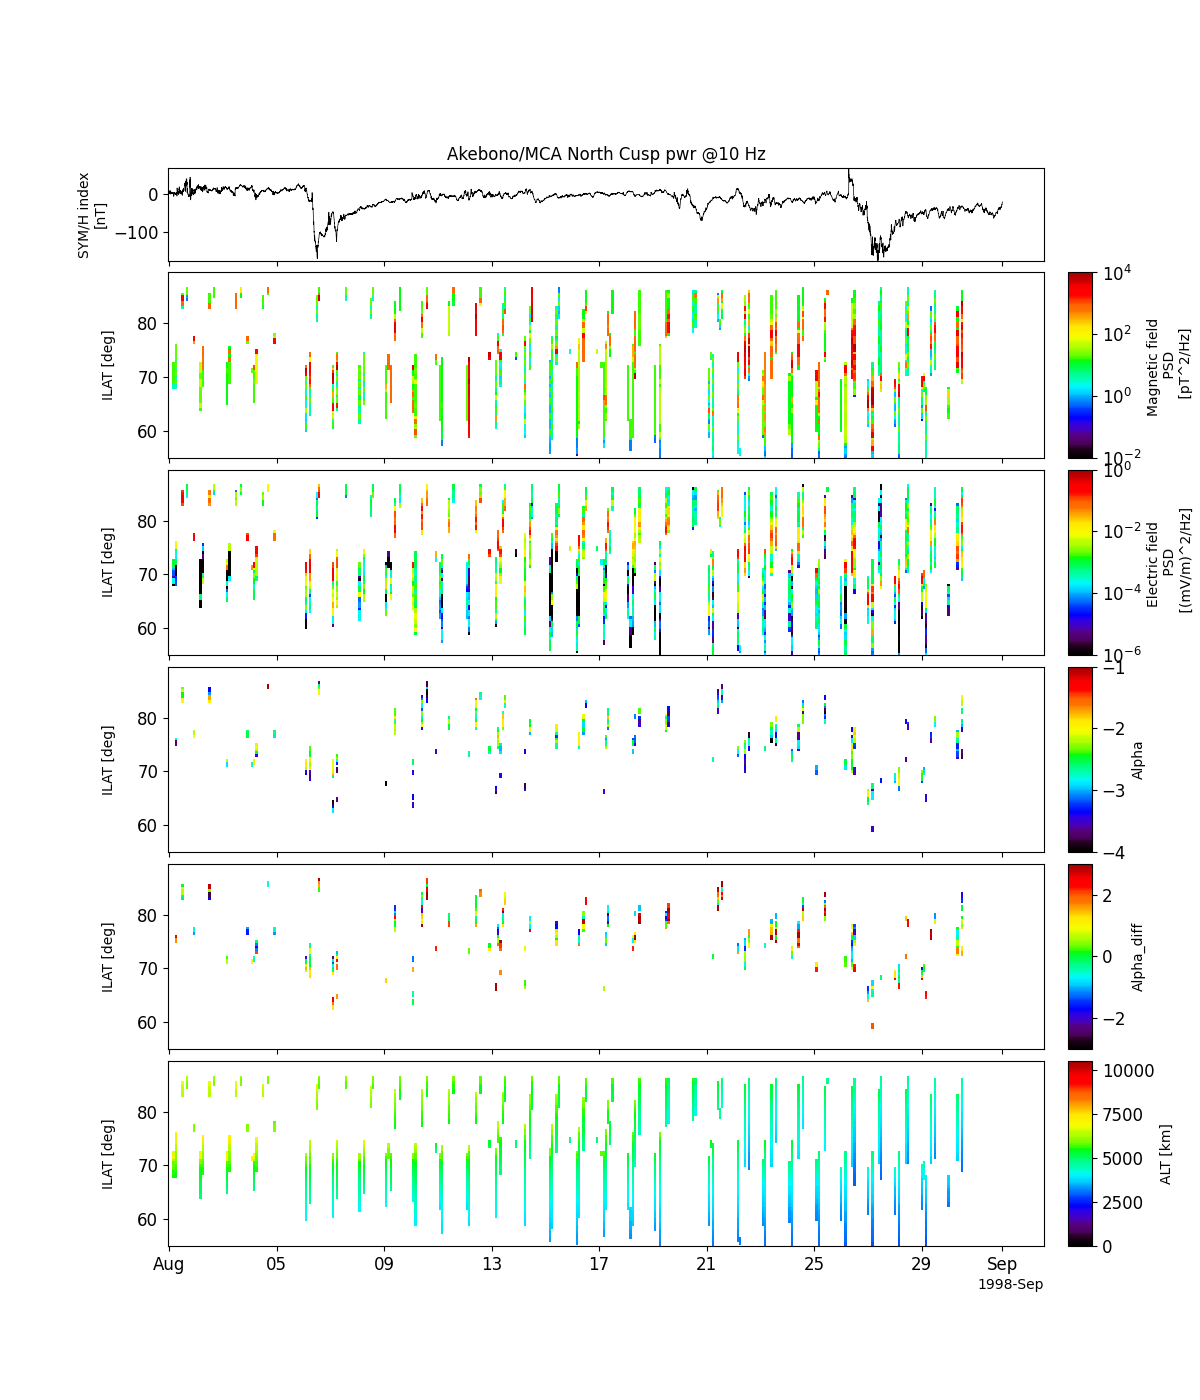 Akebono/MCA North Cusp pwr @10 Hz
SYM/H index
[nT]
0
−100
ILAT [deg]
80
70
60
10^4
10^2
10^0
10^−2
Magnetic field
PSD
[pT^2/Hz]
ILAT [deg]
80
70
60
10^0
10^−2
10^−4
10^−6
Electric field
PSD
[(mV/m)^2/Hz]
ILAT [deg]
80
70
60
−1
−2
−3
−4
Alpha
ILAT [deg]
80
70
60
2
0
−2
Alpha_diff
ILAT [deg]
80
70
60
10000
7500
5000
2500
0
ALT [km]
Aug 05 09 13 17 21 25 29 Sep
1998-Sep